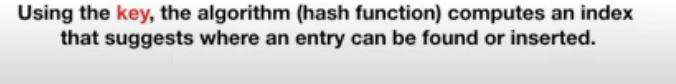 Using the key, the algorithm (hash function) computes an index
that suggests where an entry can be found or inserted.